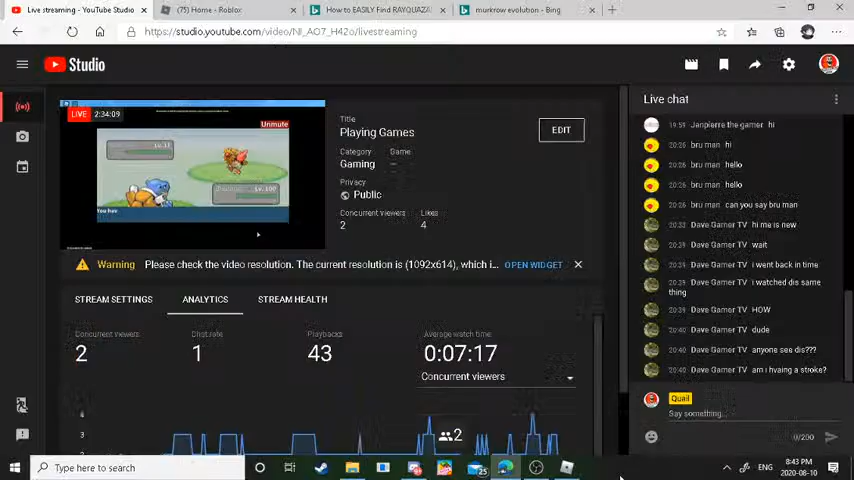 Live streaming - YouTube Studio
(75) Home - Roblox
How to EASILY Find RAYQUAZA
murkrow evolution - Bing
https://studio.youtube.com/video/NI_AO7_H42o/livestreaming
Studio
LIVE 2:34:09
Unmute
Lv.100
Title
Playing Games
EDIT
Category Game
Gaming –
Privacy
Public
Concurrent viewers Likes
2 4
Warning Please check the video resolution. The current resolution is (1092x614), which i... OPEN WIDGET
STREAM SETTINGS ANALYTICS STREAM HEALTH
Concurrent viewers Chat rate Playbacks Average watch time
2 1 43 0:07:17
Concurrent viewers
4
3
2
Live chat
19:59 Janpierre the gamer hi
20:26 bru man hi
20:26 bru man hello
20:26 bru man hello
20:26 bru man can you say bru man
20:33 Dave Gamer TV hi me is new
20:39 Dave Gamer TV wait
20:39 Dave Gamer TV i went back in time
20:39 Dave Gamer TV i watched dis same
thing
20:39 Dave Gamer TV HOW
20:40 Dave Gamer TV dude
20:40 Dave Gamer TV anyone see dis???
20:40 Dave Gamer TV am i hvaing a stroke?
Quail
Say something...
0/200
Type here to search
25
ENG
8:43 PM
2020-08-10